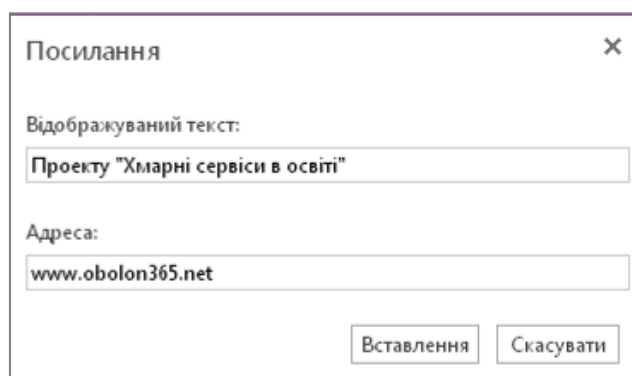 Посилання
Відображуваний текст:
Проекту "Хмарні сервіси в освіті"
Адреса:
www.obolon365.net
Вставлення Скасувати